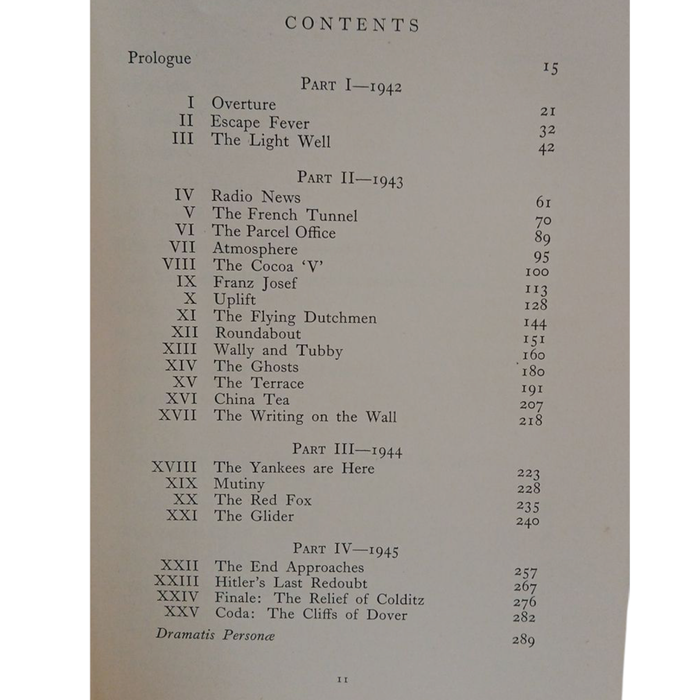 CONTENTS
Prologue 15
PART I—1942
I Overture 21
II Escape Fever 32
III The Light Well 42
PART II—1943
IV Radio News 61
V The French Tunnel 70
VI The Parcel Office 89
VII Atmosphere 95
VIII The Cocoa ‘V’ 100
IX Franz Josef 113
X Uplift 128
XI The Flying Dutchmen 144
XII Roundabout 151
XIII Wally and Tubby 160
XIV The Ghosts 180
XV The Terrace 191
XVI China Tea 207
XVII The Writing on the Wall 218
PART III—1944
XVIII The Yankees are Here 223
XIX Mutiny 228
XX The Red Fox 235
XXI The Glider 240
PART IV—1945
XXII The End Approaches 257
XXIII Hitler’s Last Redoubt 267
XXIV Finale: The Relief of Colditz 276
XXV Coda: The Cliffs of Dover 282
Dramatis Personæ 289
11